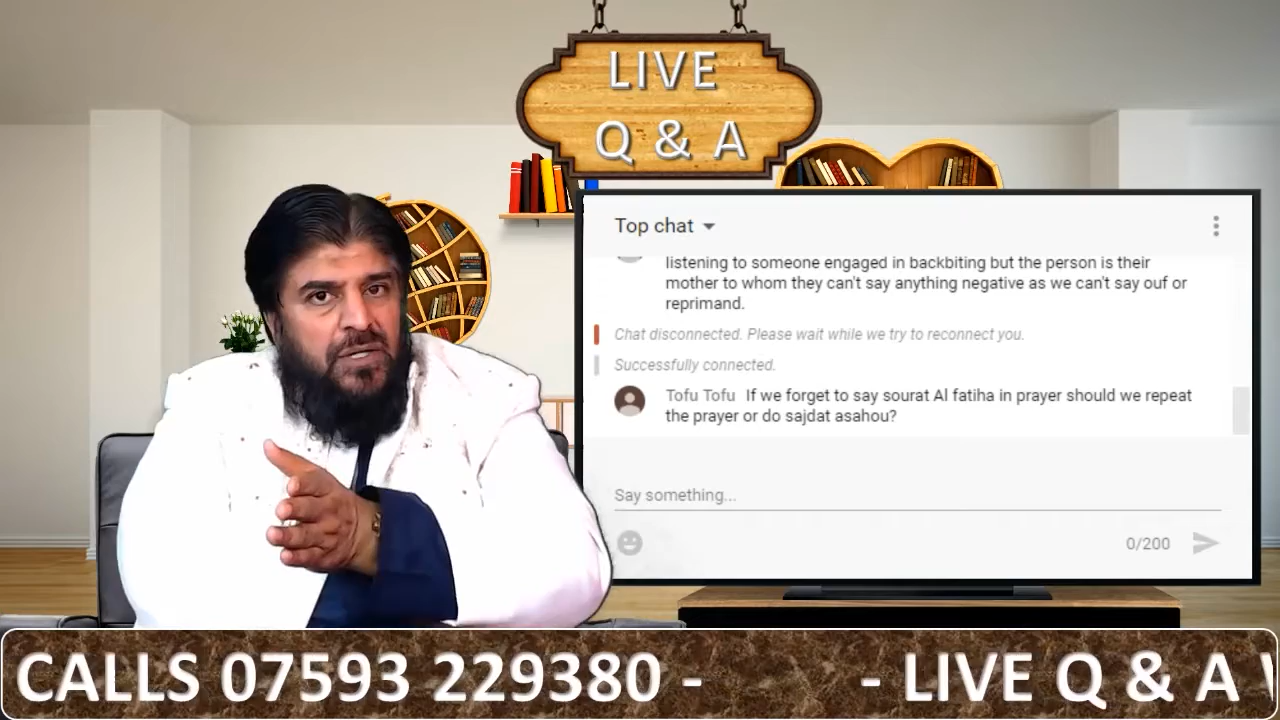 LIVE
Q & A
Top chat
listening to someone engaged in backbiting but the person is their
mother to whom they can't say anything negative as we can't say ouf or
reprimand.
Chat disconnected. Please wait while we try to reconnect you.
Successfully connected.
Tofu Tofu If we forget to say sourat Al fatiha in prayer should we repeat
the prayer or do sajdat asahou?
Say something...
0/200
CALLS 07593 229380 - - LIVE Q & A